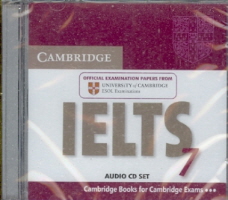 CAMBRIDGE
OFFICIAL EXAMINATION PAPERS FROM
UNIVERSITY of CAMBRIDGE
ESOL Examinations
IELTS 7
AUDIO CD SET
Cambridge Books for Cambridge Exams •••